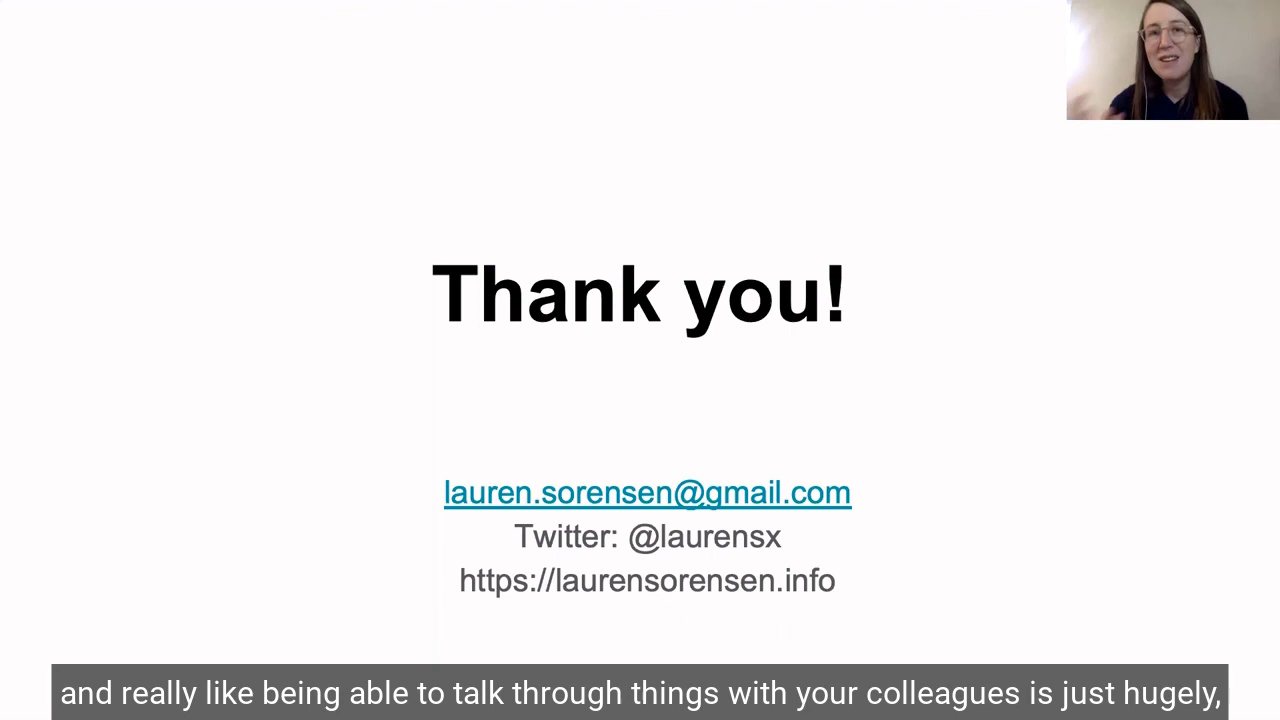 Thank you!
lauren.sorensen@gmail.com
Twitter: @laurensx
https://laurensorensen.info
and really like being able to talk through things with your colleagues is just hugely,